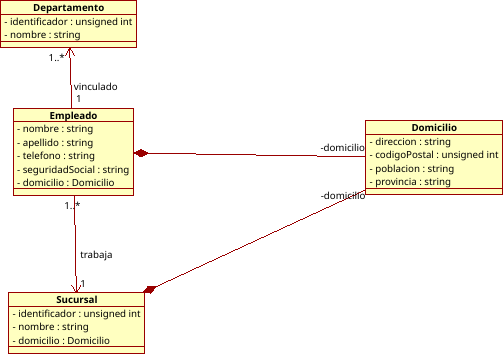 Departamento
- identificador : unsigned int
- nombre : string
1..*
vinculado
1
Empleado
- nombre : string
- apellido : string
- telefono : string
- seguridadSocial : string
- domicilio : Domicilio
-domicilio
Domicilio
- direccion : string
- codigoPostal : unsigned int
- poblacion : string
- provincia : string
-domicilio
1..*
trabaja
1
Sucursal
- identificador : unsigned int
- nombre : string
- domicilio : Domicilio